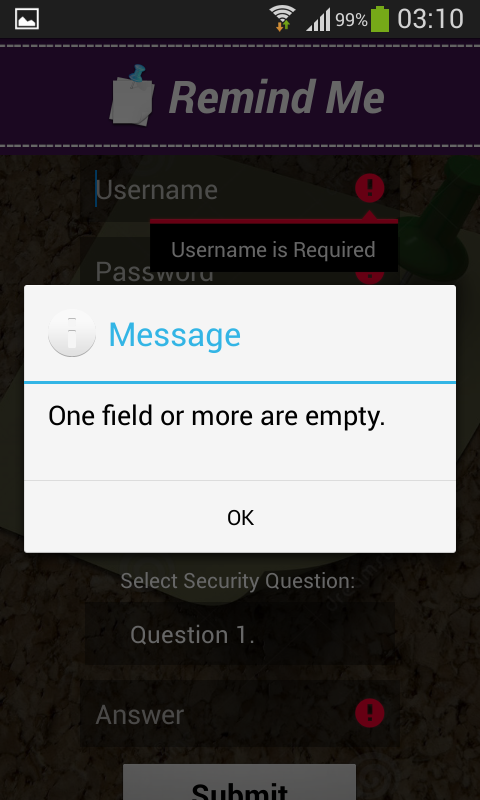 99% 03:10
Remind Me
Username
Username is Required
Password
Message
One field or more are empty.
OK
Select Security Question:
Question 1.
Answer
Submit